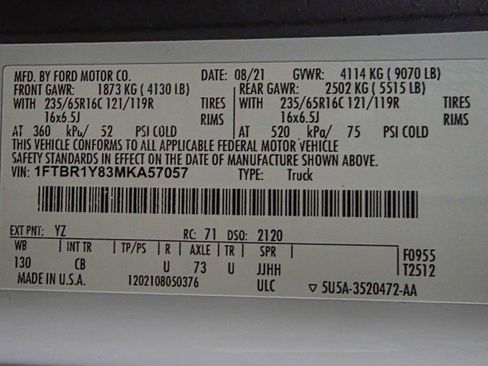 MFD. BY FORD MOTOR CO. DATE: 08/21 GVWR: 4114 KG (9070 LB)
FRONT GAWR: 1873 KG (4130 LB) REAR GAWR: 2502 KG (5515 LB)
WITH 235/65R16C 121/119R TIRES WITH 235/65R16C 121/119R TIRES
16x6.5J RIMS 16x6.5J RIMS
AT 360 kPa/ 52 PSI COLD AT 520 kPa/ 75 PSI COLD
THIS VEHICLE CONFORMS TO ALL APPLICABLE FEDERAL MOTOR VEHICLE
SAFETY STANDARDS IN EFFECT ON THE DATE OF MANUFACTURE SHOWN ABOVE.
VIN: 1FTBR1Y83MKA57057 TYPE: Truck
EXT PNT: YZ RC: 71 DSO: 2120
WB INT TR TP/PS R AXLE TR SPR F0955
130 CB U 73 U JJHH T2512
MADE IN U.S.A. 1202108050376 ULC ▽ 5U5A-3520472-AA